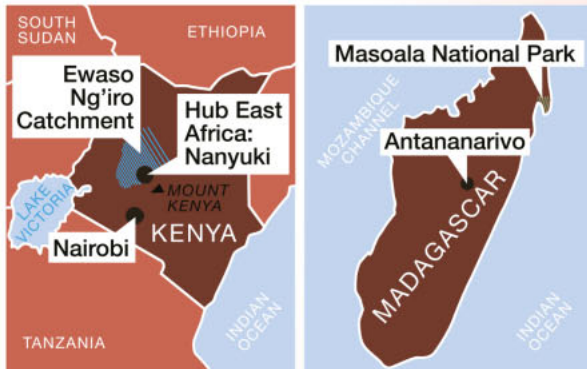 SOUTH
SUDAN
ETHIOPIA
Ewaso
Ng'iro
Catchment
Hub East
Africa:
Nanyuki
MOUNT
KENYA
LAKE
VICTORIA
Nairobi
KENYA
TANZANIA
INDIAN
OCEAN
Masoala National Park
MOZAMBIQUE
CHANNEL
Antananarivo
MADAGASCAR
INDIAN
OCEAN